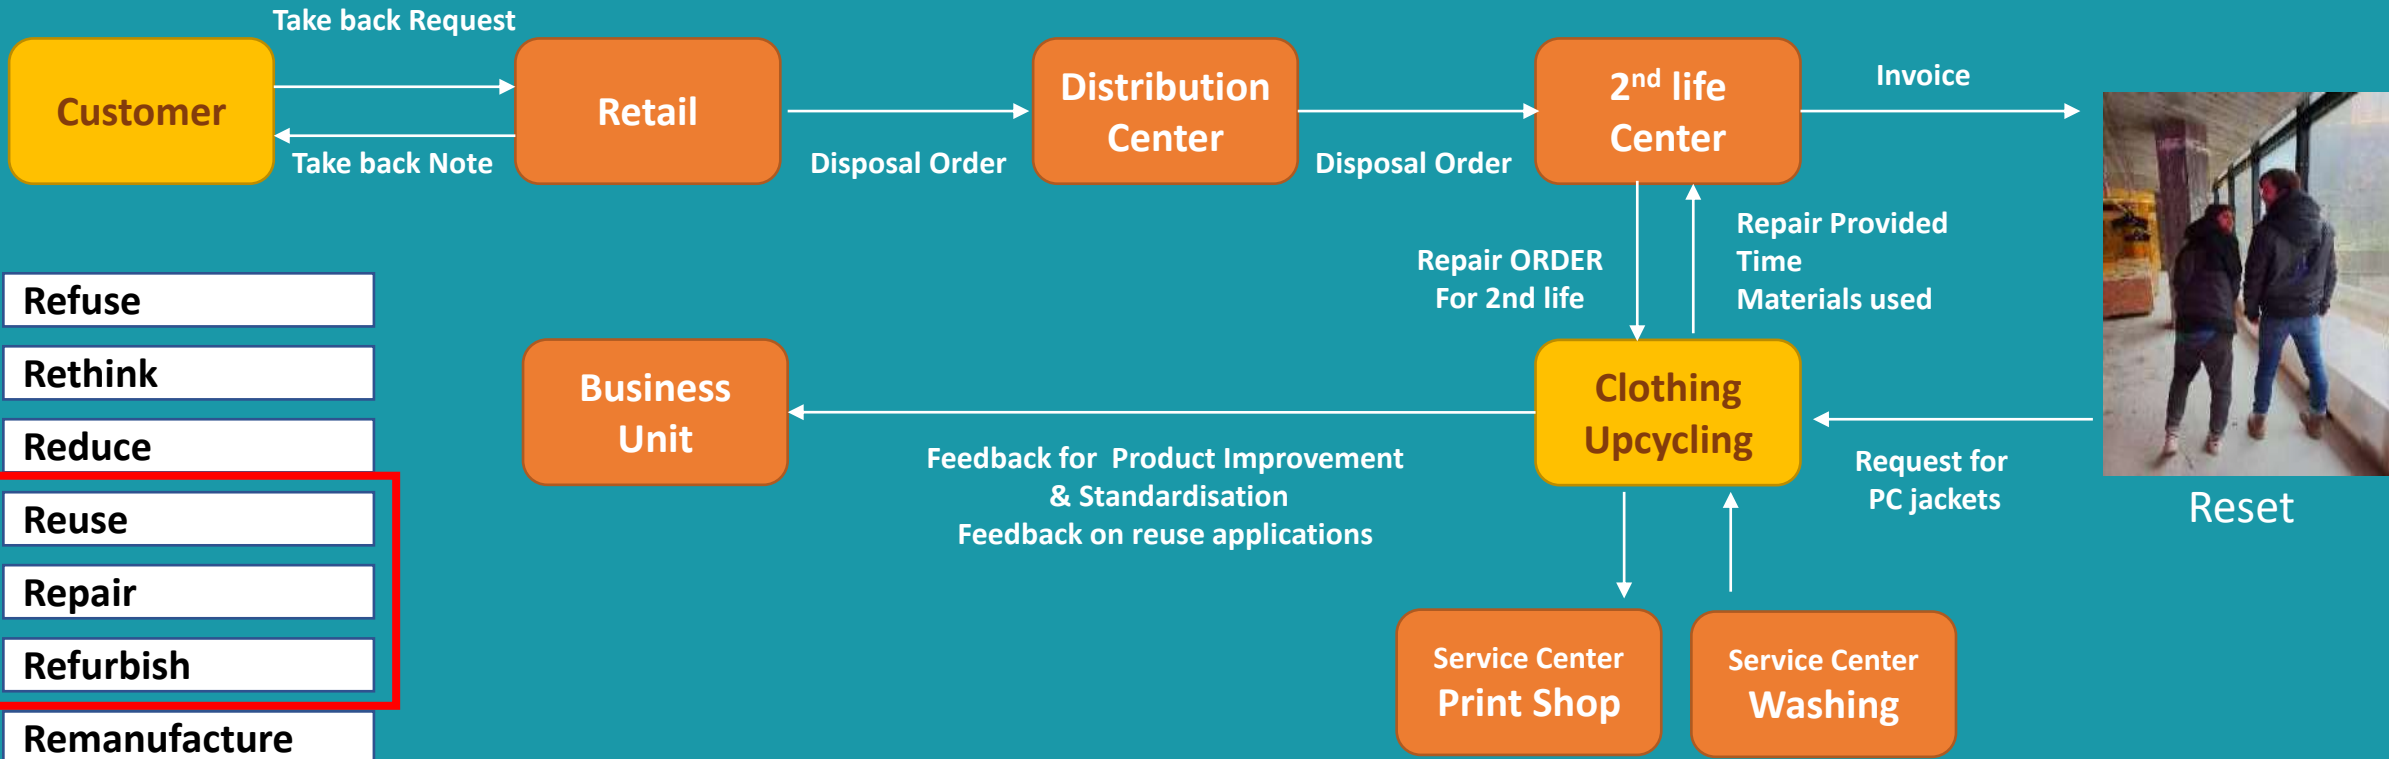 Take back Request
Customer
Retail
Take back Note
Disposal Order
Distribution
Center
Disposal Order
2nd life
Center
Invoice
Repair ORDER
For 2nd life
Repair Provided
Time
Materials used
Refuse
Rethink
Reduce
Reuse
Repair
Refurbish
Remanufacture
Business
Unit
Feedback for  Product Improvement
& Standardisation
Feedback on reuse applications
Clothing
Upcycling
Request for
PC jackets
Reset
Service Center
Print Shop
Service Center
Washing